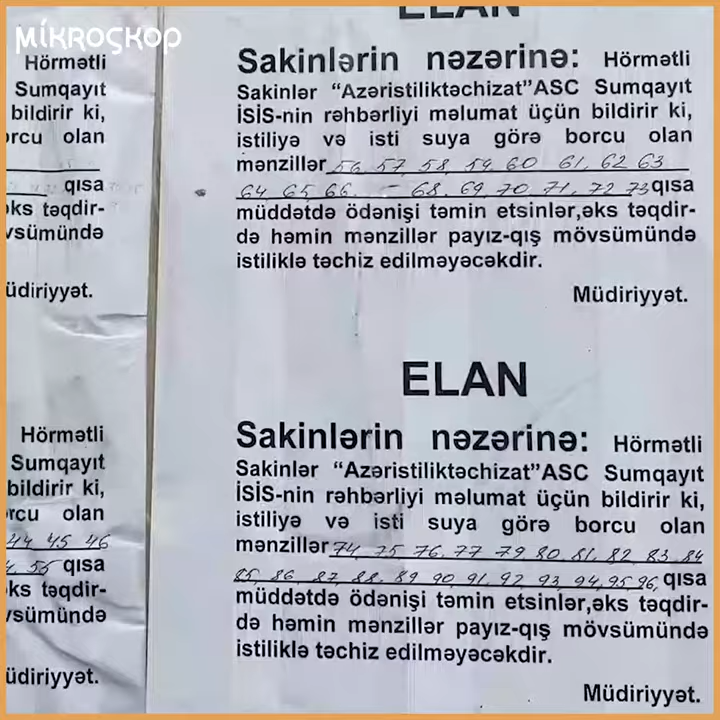 MİKROSKOP
Hörmətli
Sumqayıt
bildirir ki,
olan
qısa
təqdir-
Müdiriyyət.
Hörmətli
Sumqayıt
bildirir ki,
olan
44 45 46
qısa
təqdir-
Müdiriyyət.
ELAN
Sakinlərin nəzərinə: Hörmətli
Sakinlər “Azəristiliktəchizat”ASC Sumqayıt
İSİS-nin rəhbərliyi məlumat üçün bildirir ki,
istiliyə və isti suya görə borcu olan
mənzillər 56, 57, 58, 59, 60 61, 62 63
64, 65, 66 - 68, 69, 70, 71, 72 73 qısa
müddətdə ödənişi təmin etsinlər,əks təqdir-
də həmin mənzillər payız-qış mövsümündə
istiliklə təchiz edilməyəcəkdir.
Müdiriyyət.
ELAN
Sakinlərin nəzərinə: Hörmətli
Sakinlər “Azəristiliktəchizat”ASC Sumqayıt
İSİS-nin rəhbərliyi məlumat üçün bildirir ki,
istiliyə və isti suya görə borcu olan
mənzillər 74, 75, 76, 77 79 80 81, 82, 83, 84
85, 86, 87, 88, 89 90, 91, 92 93, 94, 95 96, qısa
müddətdə ödənişi təmin etsinlər,əks təqdir-
də həmin mənzillər payız-qış mövsümündə
istiliklə təchiz edilməyəcəkdir.
Müdiriyyət.